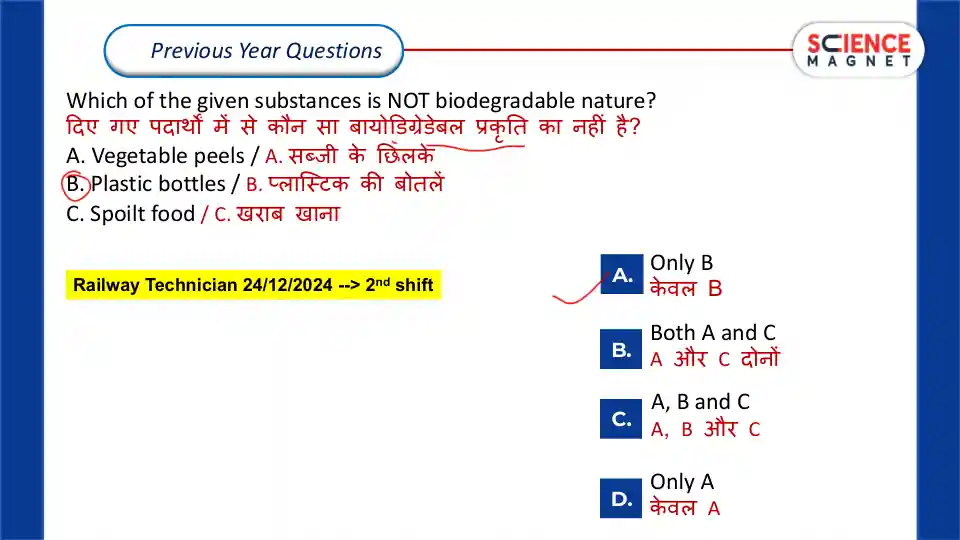 Previous Year Questions
SCIENCE
MAGNET
Which of the given substances is NOT biodegradable nature?
दिए गए पदार्थों में से कौन सा बायोडिग्रेडेबल प्रकृति का नहीं है?
A. Vegetable peels / A. सब्जी के छिलके
B. Plastic bottles / B. प्लास्टिक की बोतलें
C. Spoilt food / C. खराब खाना
Railway Technician 24/12/2024 --> 2nd shift
A. Only B
केवल B
B. Both A and C
A और C दोनों
C. A, B and C
A, B और C
D. Only A
केवल A